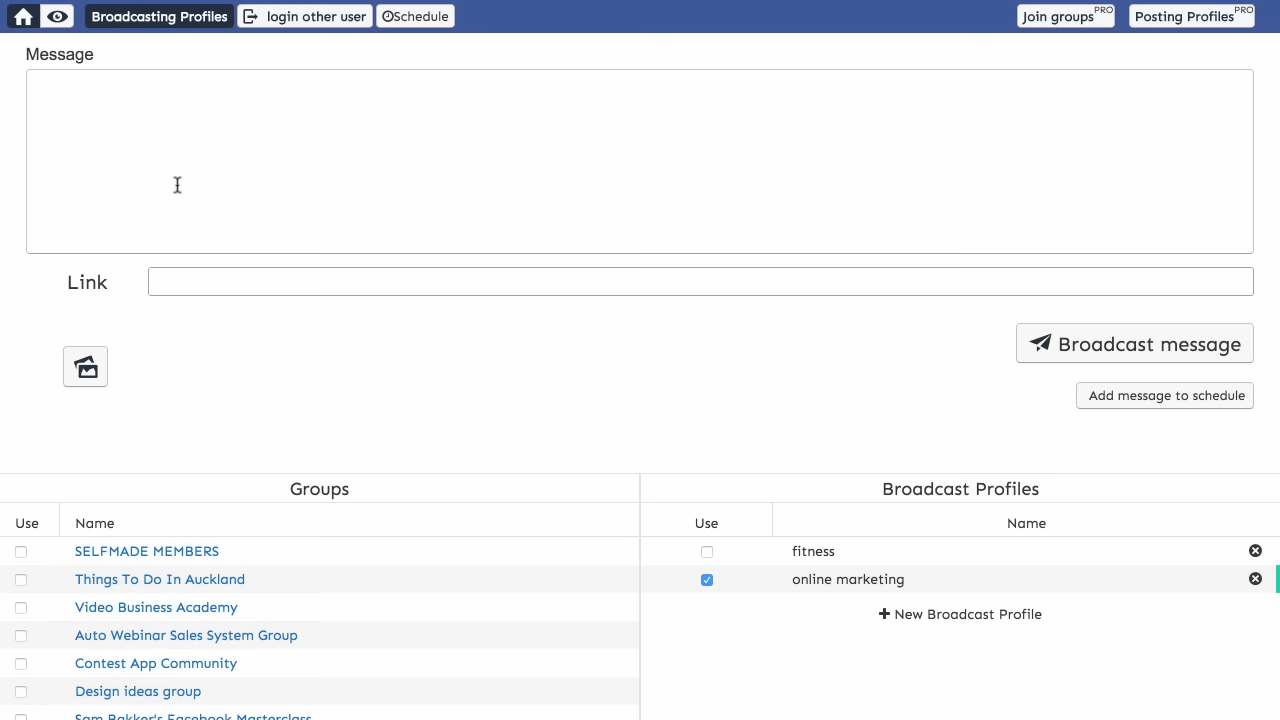 Broadcasting Profiles login other user Schedule Join groups PRO Posting Profiles PRO
Message
Link
Broadcast message
Add message to schedule
Groups
Use Name
SELFMADE MEMBERS
Things To Do In Auckland
Video Business Academy
Auto Webinar Sales System Group
Contest App Community
Design ideas group
Sam Bakker's Facebook Masterclass
Broadcast Profiles
Use Name
fitness
online marketing
New Broadcast Profile